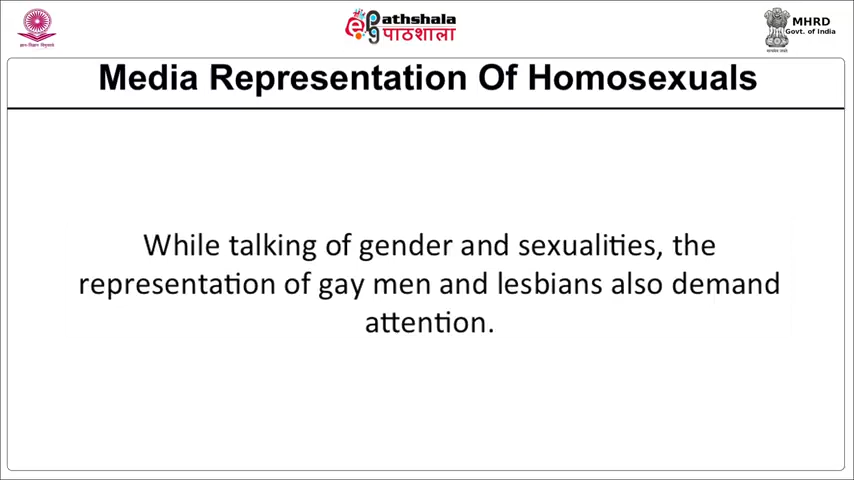 ePathshala
पाठशाला
MHRD
Govt. of India
Media Representation Of Homosexuals
While talking of gender and sexualities, the
representation of gay men and lesbians also demand
attention.